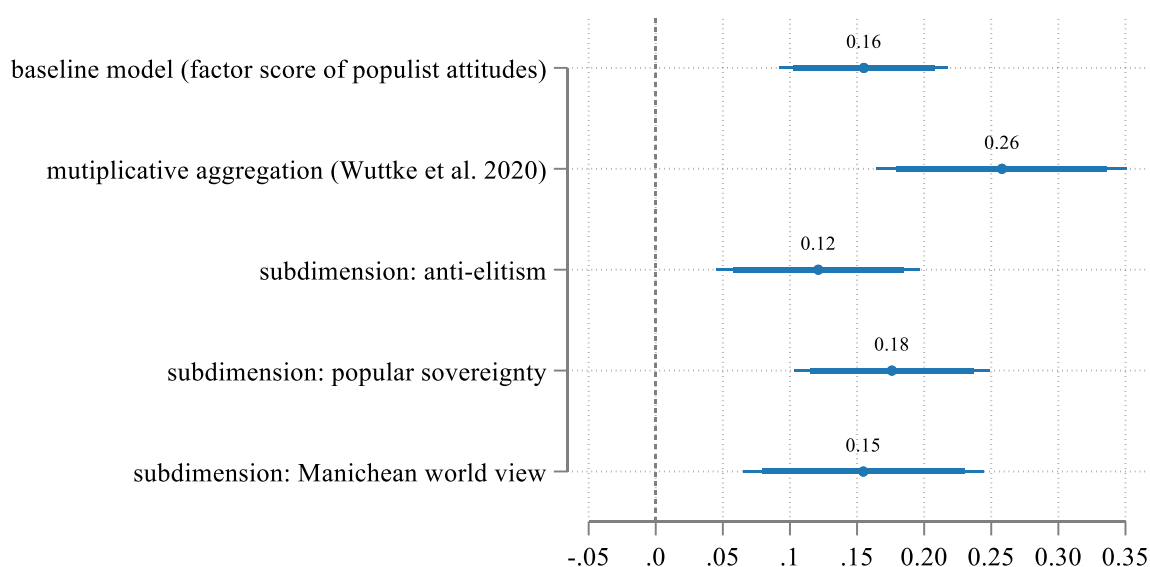 0.16
baseline model (factor score of populist attitudes)
0.26
mutiplicative aggregation (Wuttke et al. 2020)
0.12
subdimension: anti-elitism
0.18
subdimension: popular sovereignty
0.15
subdimension: Manichean world view
-.05 .0 .05 .1 .15 0.20 0.25 0.30 0.35